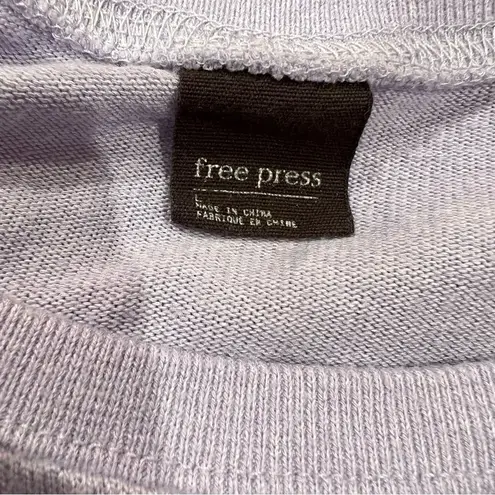 free press
L
MADE IN CHINA
FABRIQUE EN CHINE